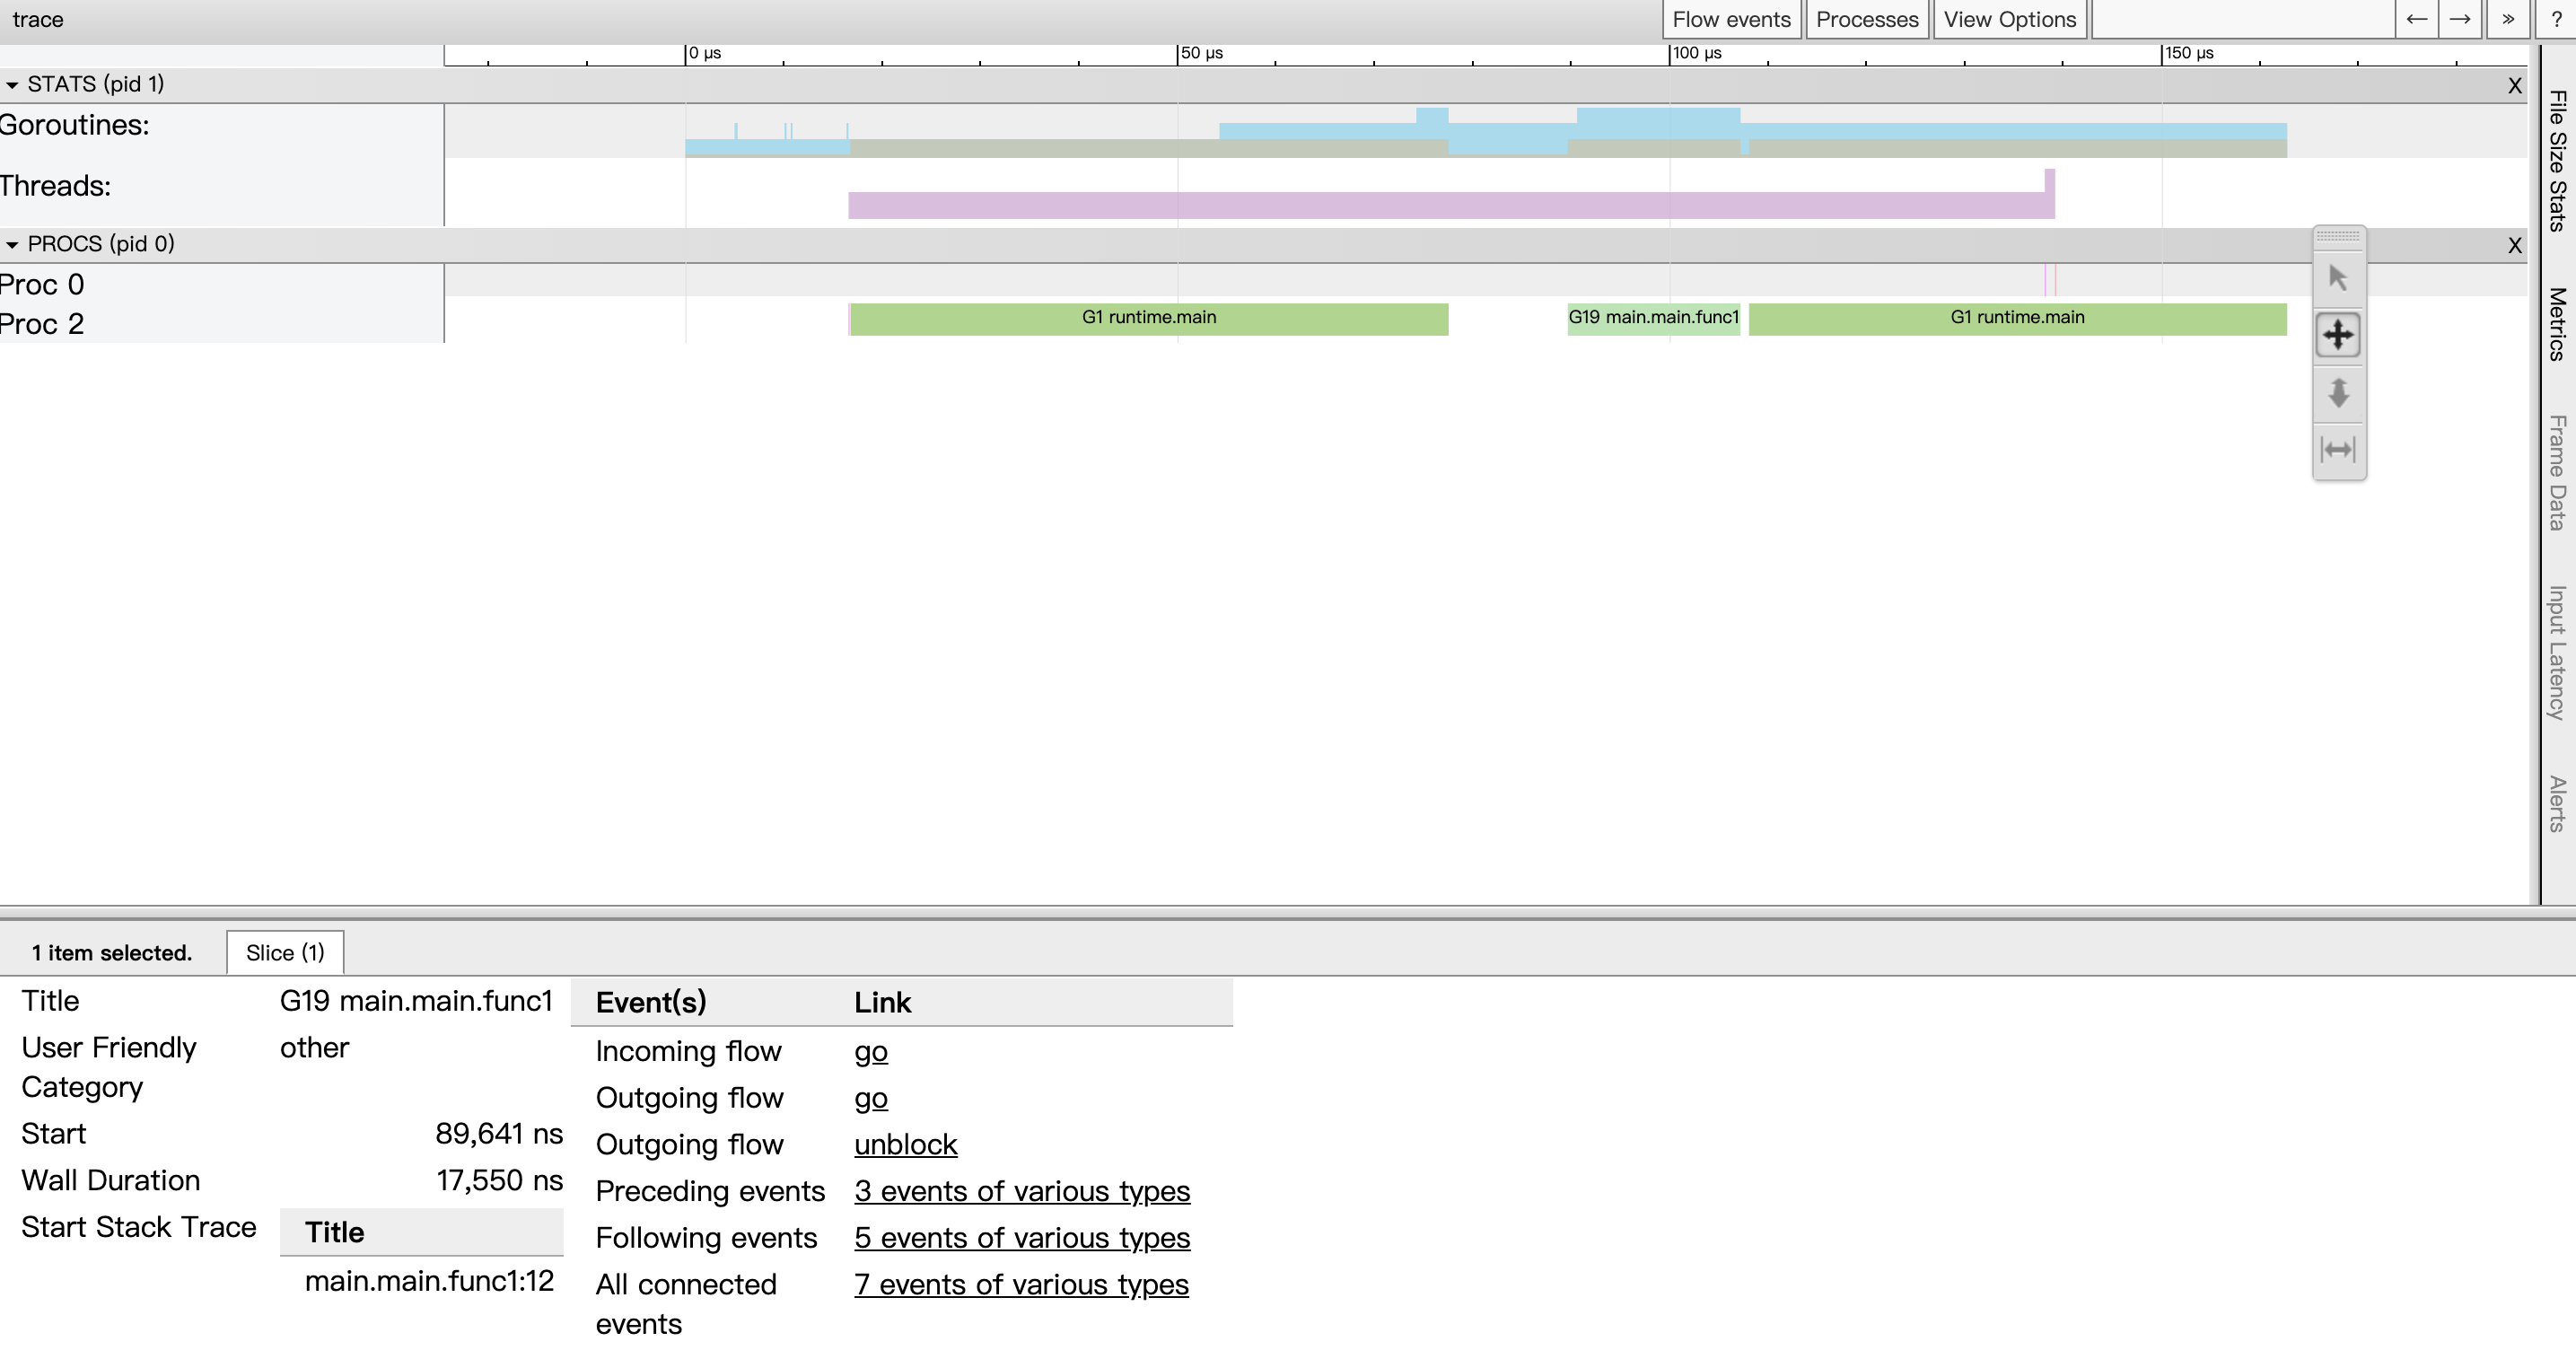 trace
Flow events Processes View Options ← → » ?
0 µs 50 µs 100 µs 150 µs
STATS (pid 1) X
Goroutines:
Threads:
PROCS (pid 0) X
Proc 0
Proc 2 G1 runtime.main G19 main.main.func1 G1 runtime.main
File Size Stats
Metrics
Frame Data
Input Latency
Alerts
1 item selected. Slice (1)
Title G19 main.main.func1
User Friendly other
Category
Start 89,641 ns
Wall Duration 17,550 ns
Start Stack Trace Title
main.main.func1:12
Event(s) Link
Incoming flow go
Outgoing flow go
Outgoing flow unblock
Preceding events 3 events of various types
Following events 5 events of various types
All connected 7 events of various types
events